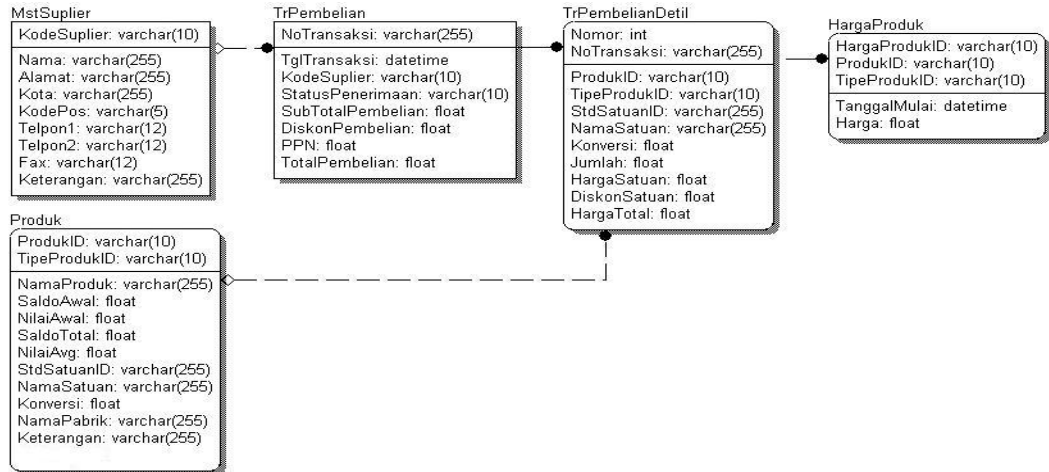 MstSuplier
KodeSuplier: varchar(10)
Nama: varchar(255)
Alamat: varchar(255)
Kota: varchar(255)
KodePos: varchar(5)
Telpon1: varchar(12)
Telpon2: varchar(12)
Fax: varchar(12)
Keterangan: varchar(255)
TrPembelian
NoTransaksi: varchar(255)
TglTransaksi: datetime
KodeSuplier: varchar(10)
StatusPenerimaan: varchar(10)
SubTotalPembelian: float
DiskonPembelian: float
PPN: float
TotalPembelian: float
TrPembelianDetil
Nomor: int
NoTransaksi: varchar(255)
ProdukID: varchar(10)
TipeProdukID: varchar(10)
StdSatuanID: varchar(255)
NamaSatuan: varchar(255)
Konversi: float
Jumlah: float
HargaSatuan: float
DiskonSatuan: float
HargaTotal: float
HargaProduk
HargaProdukID: varchar(10)
ProdukID: varchar(10)
TipeProdukID: varchar(10)
TanggalMulai: datetime
Harga: float
Produk
ProdukID: varchar(10)
TipeProdukID: varchar(10)
NamaProduk: varchar(255)
SaldoAwal: float
NilaiAwal: float
SaldoTotal: float
NilaiAvg: float
StdSatuanID: varchar(255)
NamaSatuan: varchar(255)
Konversi: float
NamaPabrik: varchar(255)
Keterangan: varchar(255)